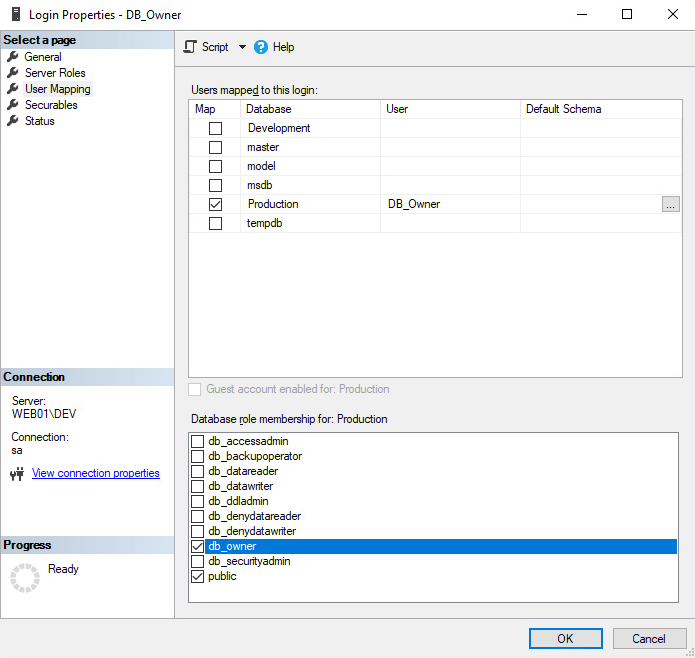 Login Properties - DB_Owner
Select a page
General
Server Roles
User Mapping
Securables
Status
Connection
Server:
WEB01\DEV
Connection:
sa
View connection properties
Progress
Ready
Script Help
Users mapped to this login:
Map Database User Default Schema
Development
master
model
msdb
Production DB_Owner ...
tempdb
Guest account enabled for: Production
Database role membership for: Production
db_accessadmin
db_backupoperator
db_datareader
db_datawriter
db_ddladmin
db_denydatareader
db_denydatawriter
db_owner
db_securityadmin
public
OK Cancel